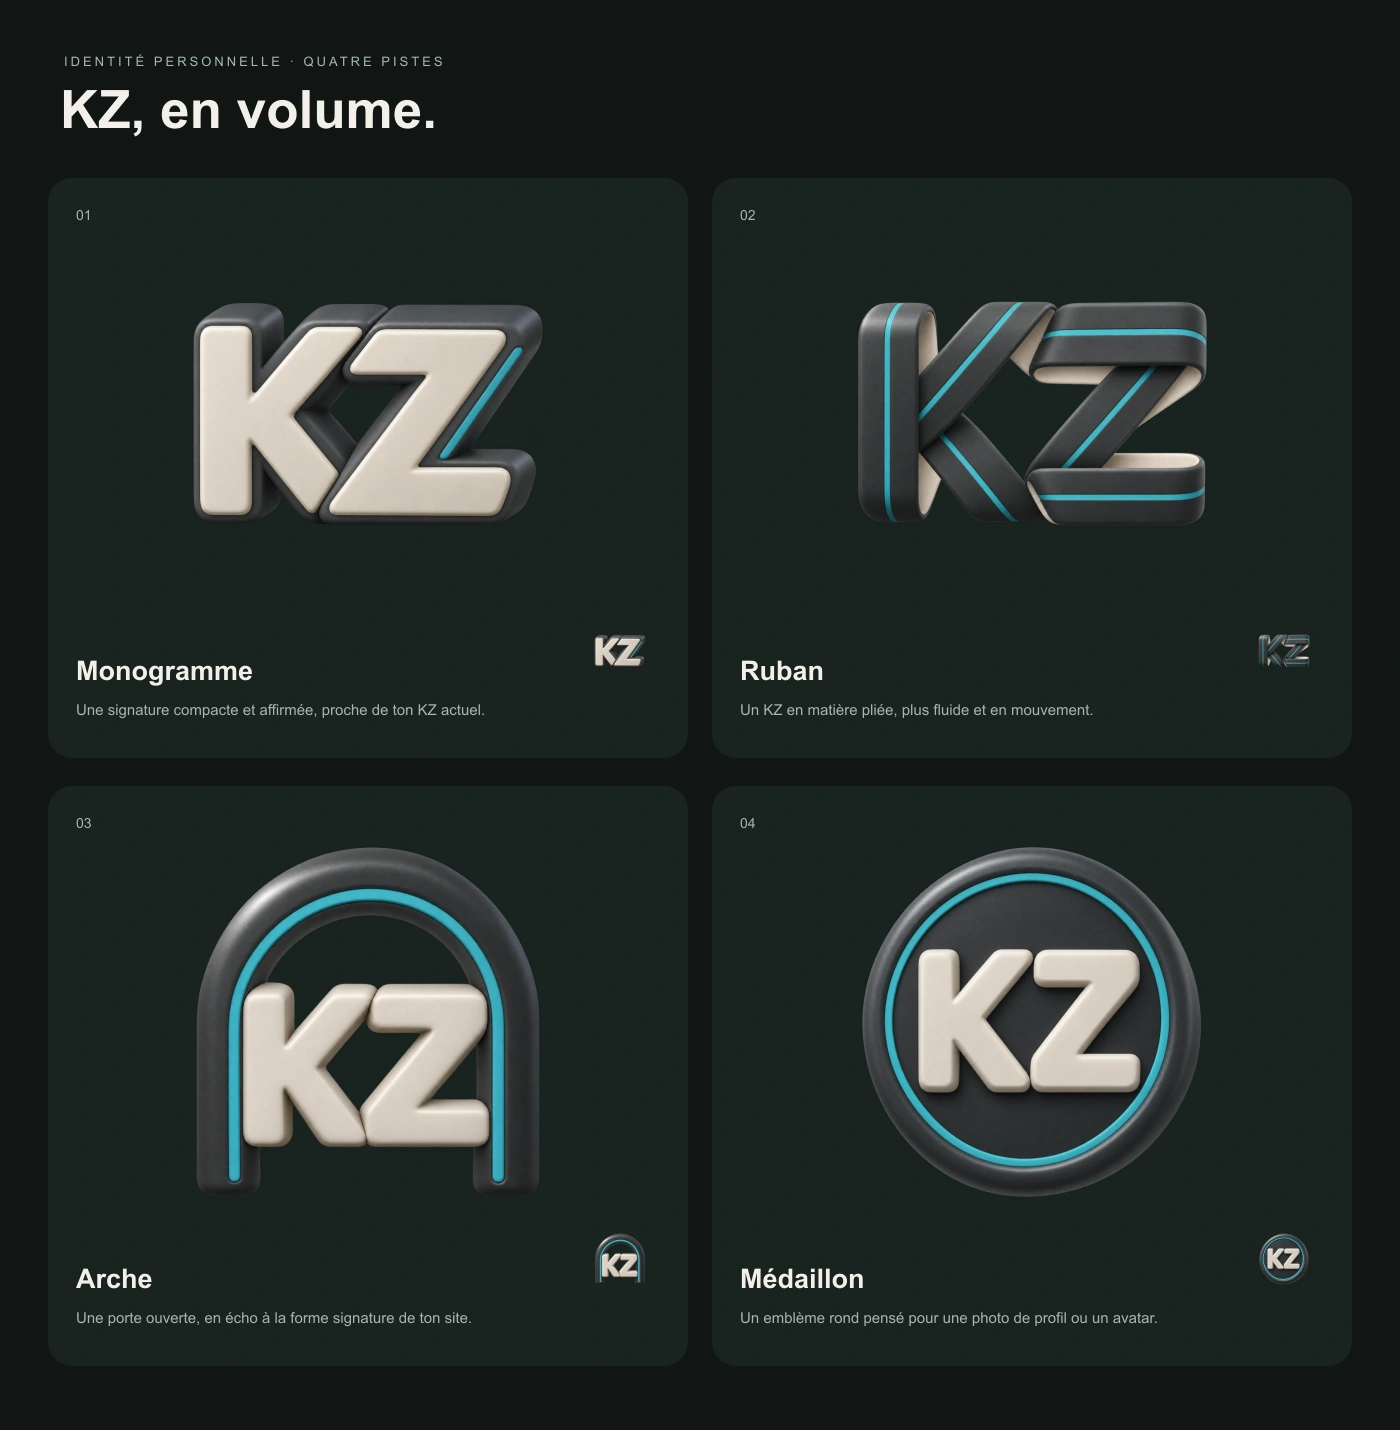 IDENTITÉ PERSONNELLE · QUATRE PISTES
KZ, en volume.
01
KZ
KZ
Monogramme
Une signature compacte et affirmée, proche de ton KZ actuel.
02
KZ
KZ
Ruban
Un KZ en matière pliée, plus fluide et en mouvement.
03
KZ
KZ
Arche
Une porte ouverte, en écho à la forme signature de ton site.
04
KZ
KZ
Médaillon
Un emblème rond pensé pour une photo de profil ou un avatar.